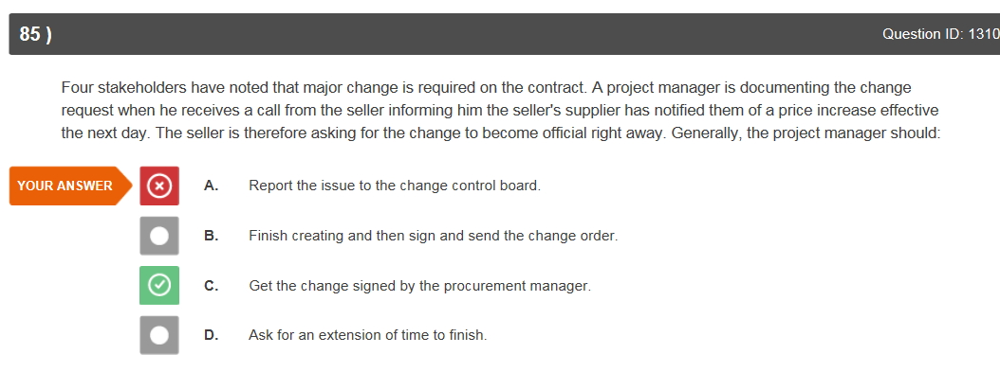 85 )
Question ID: 1310
Four stakeholders have noted that major change is required on the contract. A project manager is documenting the change
request when he receives a call from the seller informing him the seller's supplier has notified them of a price increase effective
the next day. The seller is therefore asking for the change to become official right away. Generally, the project manager should:
YOUR ANSWER
A. Report the issue to the change control board.
B. Finish creating and then sign and send the change order.
C. Get the change signed by the procurement manager.
D. Ask for an extension of time to finish.